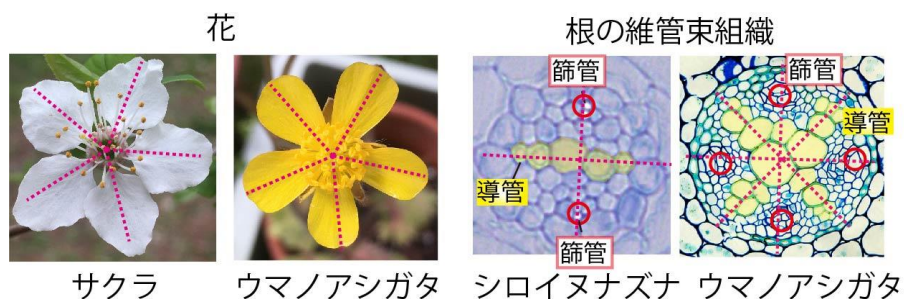 花
根の維管束組織
篩管
篩管
導管
導管
篩管
サクラ
ウマノアシガタ
シロイヌナズナ
ウマノアシガタ